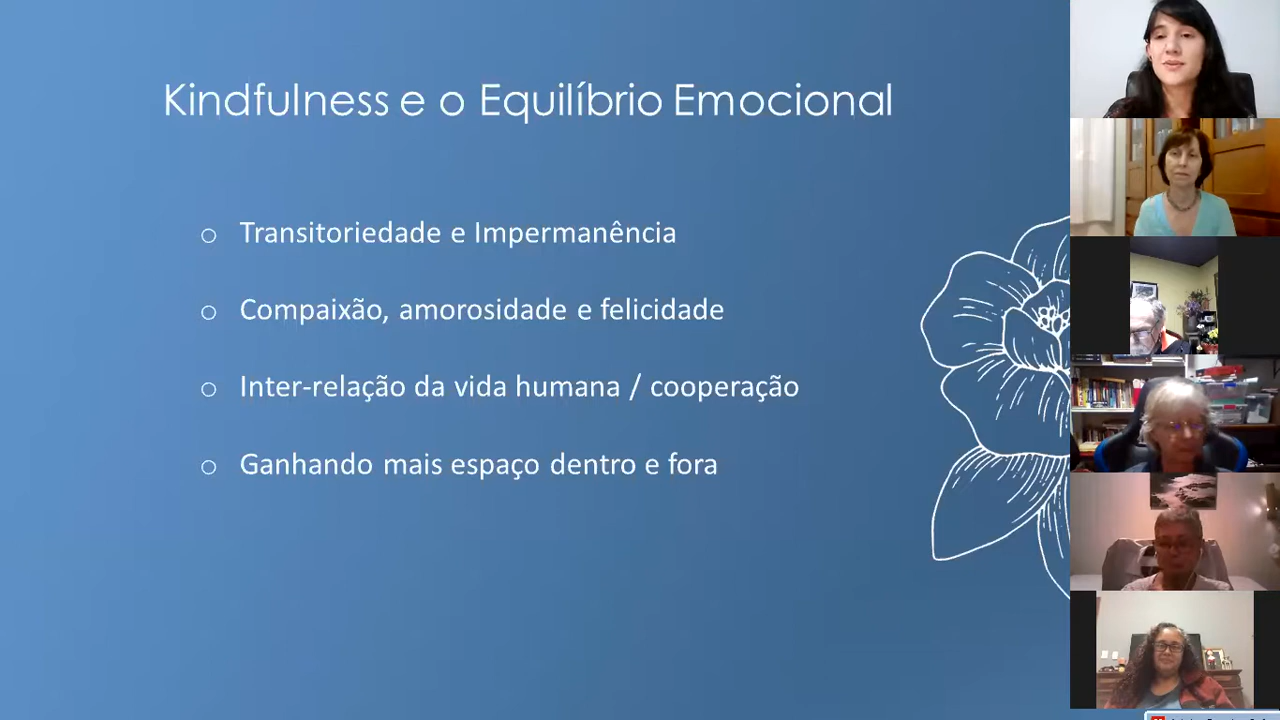 Kindfulness e o Equilíbrio Emocional
o Transitoriedade e Impermanência
o Compaixão, amorosidade e felicidade
o Inter-relação da vida humana / cooperação
o Ganhando mais espaço dentro e fora